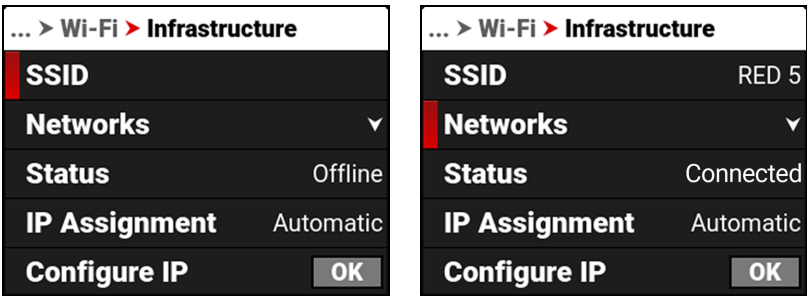 ... > Wi-Fi > Infrastructure
SSID
Networks
Status Offline
IP Assignment Automatic
Configure IP OK
... > Wi-Fi > Infrastructure
SSID RED 5
Networks
Status Connected
IP Assignment Automatic
Configure IP OK